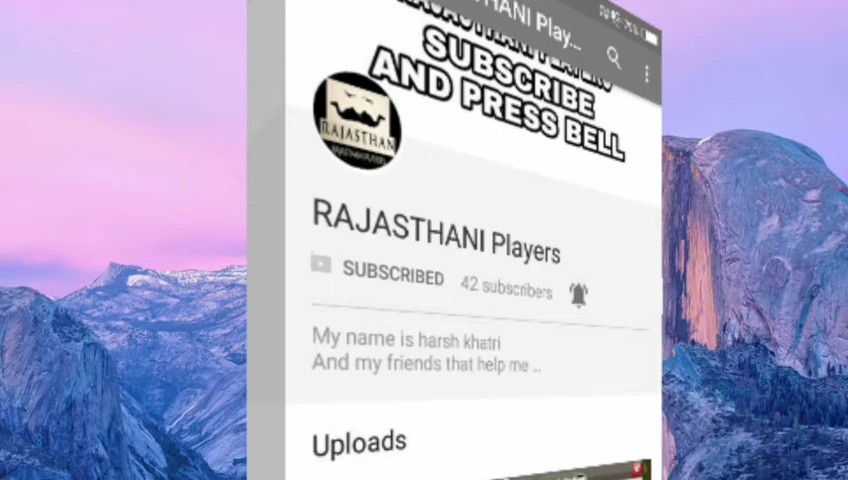 SUBSCRIBE
AND PRESS BELL
RAJASTHAN
RAJASTHANI Players
SUBSCRIBED 42 subscribers
My name is harsh khatri
And my friends that help me ...
Uploads